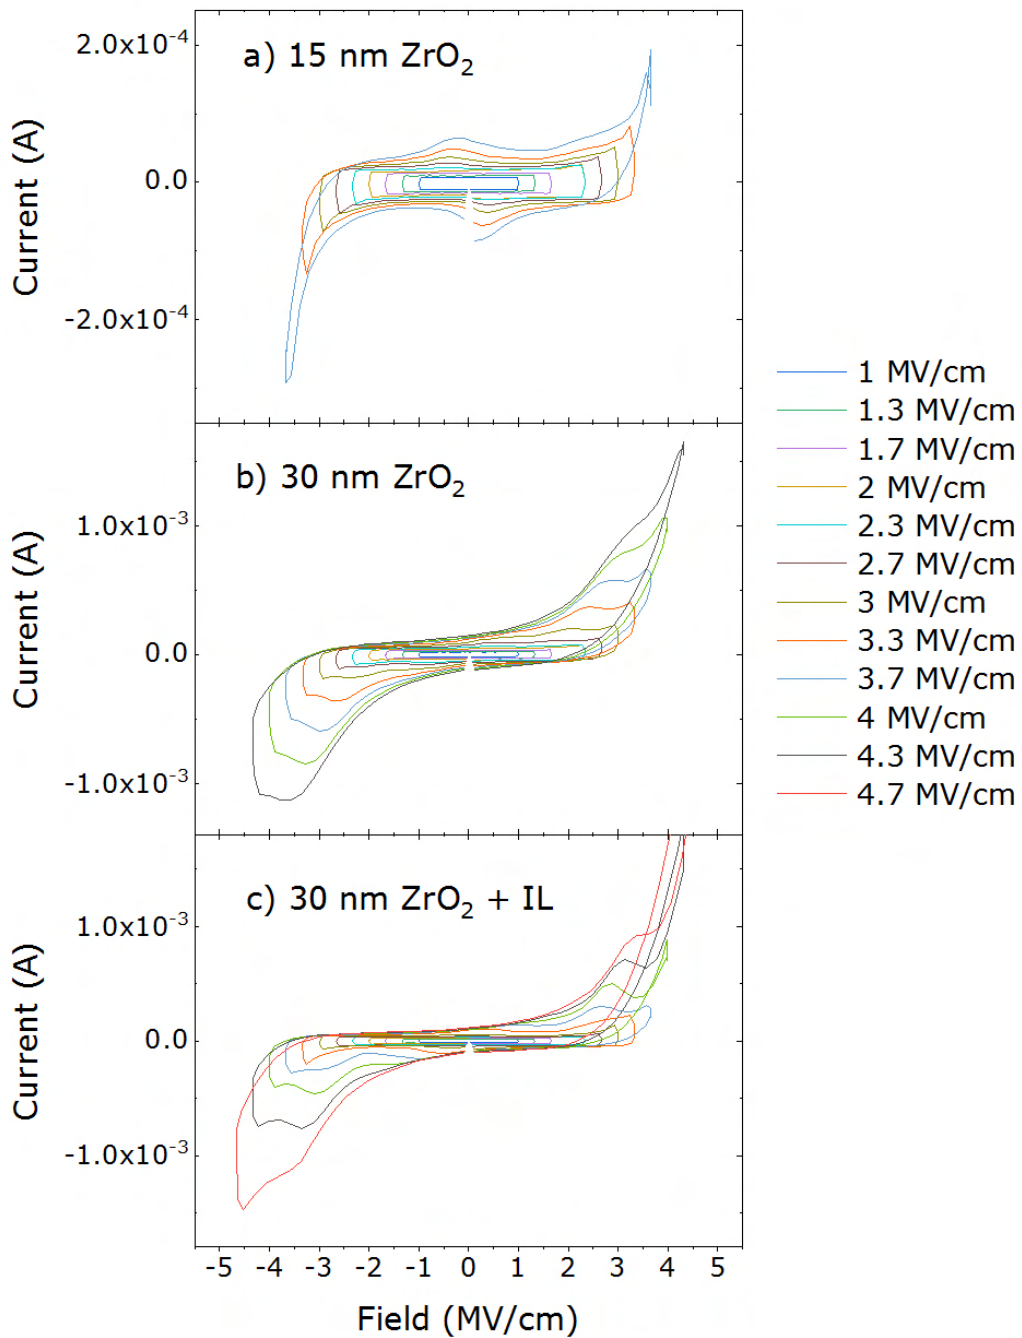 a) 15 nm ZrO₂
2.0x10⁻⁴
0.0
-2.0x10⁻⁴
Current (A)
b) 30 nm ZrO₂
1.0x10⁻³
0.0
-1.0x10⁻³
Current (A)
c) 30 nm ZrO₂ + IL
1.0x10⁻³
0.0
-1.0x10⁻³
Current (A)
-5 -4 -3 -2 -1 0 1 2 3 4 5
Field (MV/cm)
1 MV/cm
1.3 MV/cm
1.7 MV/cm
2 MV/cm
2.3 MV/cm
2.7 MV/cm
3 MV/cm
3.3 MV/cm
3.7 MV/cm
4 MV/cm
4.3 MV/cm
4.7 MV/cm